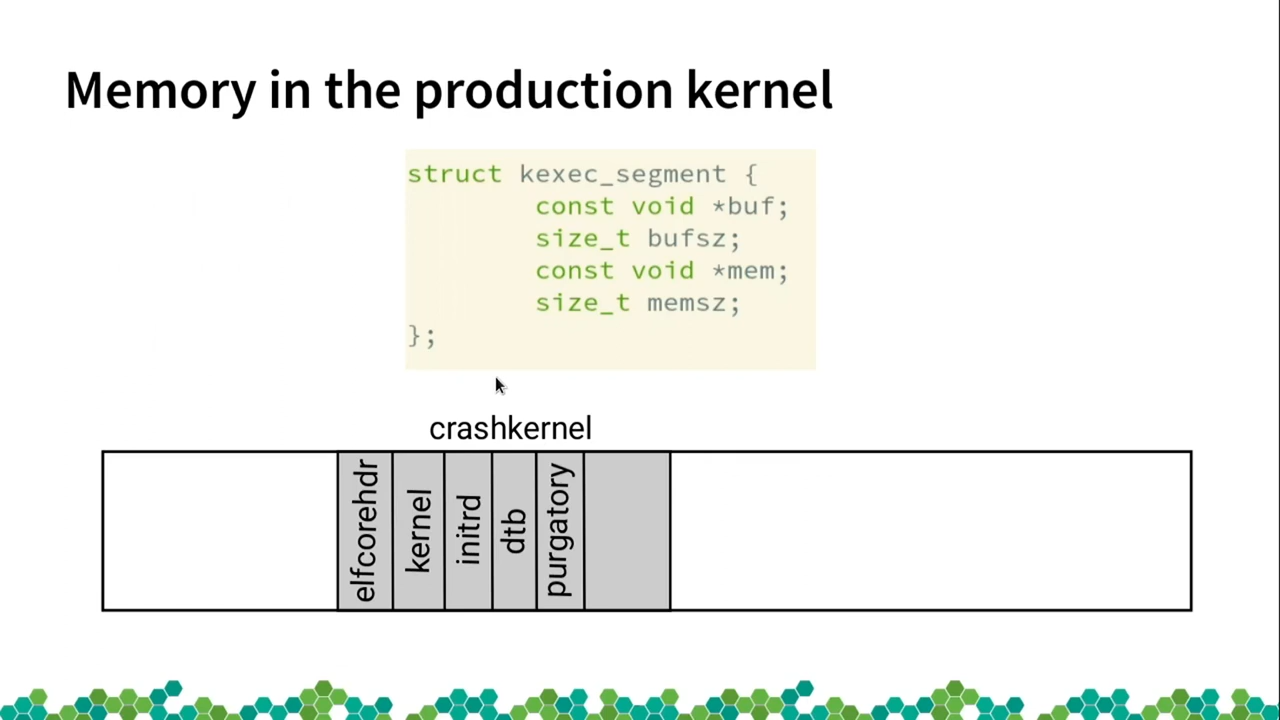 Memory in the production kernel
struct kexec_segment {
const void *buf;
size_t bufsz;
const void *mem;
size_t memsz;
};
crashkernel
elfcorehdr
kernel
initrd
dtb
purgatory